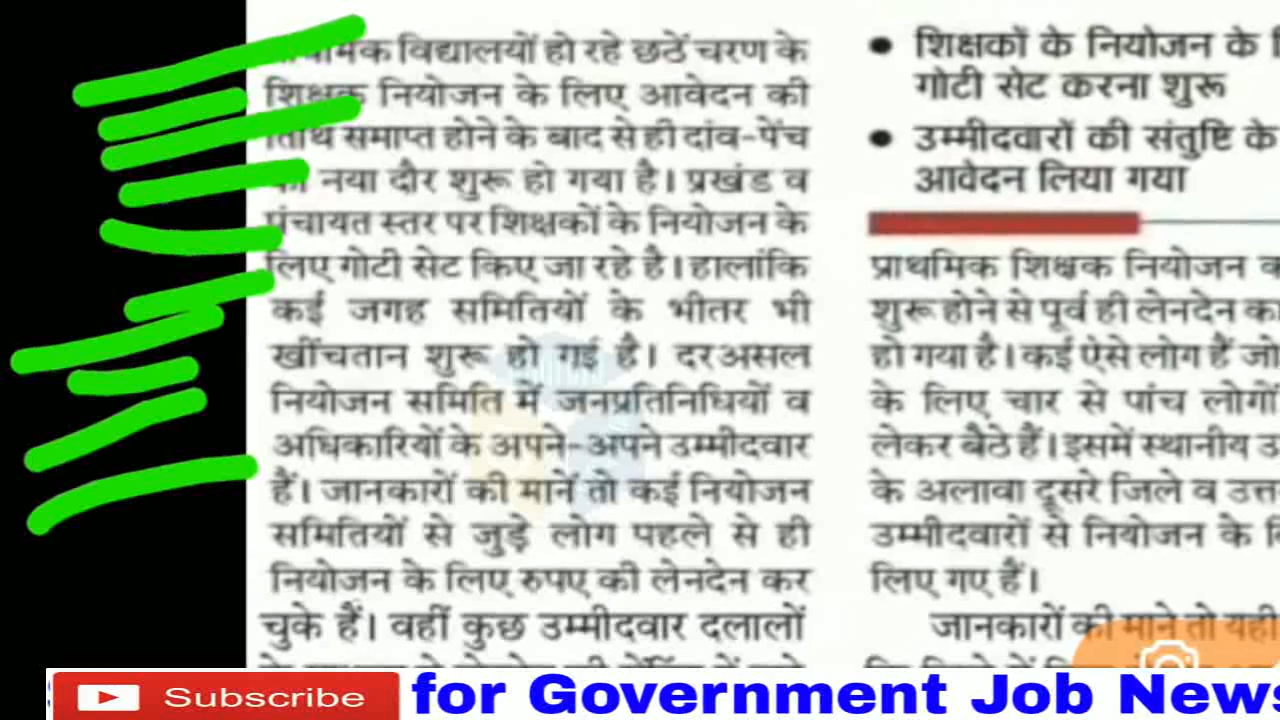 विद्यालयों हो रहे छठें चरण के
शिक्षक नियोजन के लिए आवेदन की
तिथि समाप्त होने के बाद से ही दांव-पेंच
नया दौर शुरू हो गया है। प्रखंड व
पंचायत स्तर पर शिक्षकों के नियोजन के
लिए गोटी सेट किए जा रहे है। हालांकि
कई जगह समितियों के भीतर भी
खींचतान शुरू हो गई है। दरअसल
नियोजन समिति में जनप्रतिनिधियों व
अधिकारियों के अपने-अपने उम्मीदवार
हैं। जानकारों की मानें तो कई नियोजन
समितियों से जुड़े लोग पहले से ही
नियोजन के लिए रुपए की लेनदेन कर
चुके हैं। वहीं कुछ उम्मीदवार दलालों
● शिक्षकों के नियोजन के
गोटी सेट करना शुरू
● उम्मीदवारों की संतुष्टि के
आवेदन लिया गया
प्राथमिक शिक्षक नियोजन
शुरू होने से पूर्व ही लेनदेन
हो गया है। कई ऐसे लोग हैं जो
के लिए चार से पांच लोगों
लेकर बैठे हैं। इसमें स्थानीय
के अलावा दूसरे जिले व
उम्मीदवारों से नियोजन के
लिए गए हैं।
जानकारों की माने तो यही
Subscribe for Government Job News